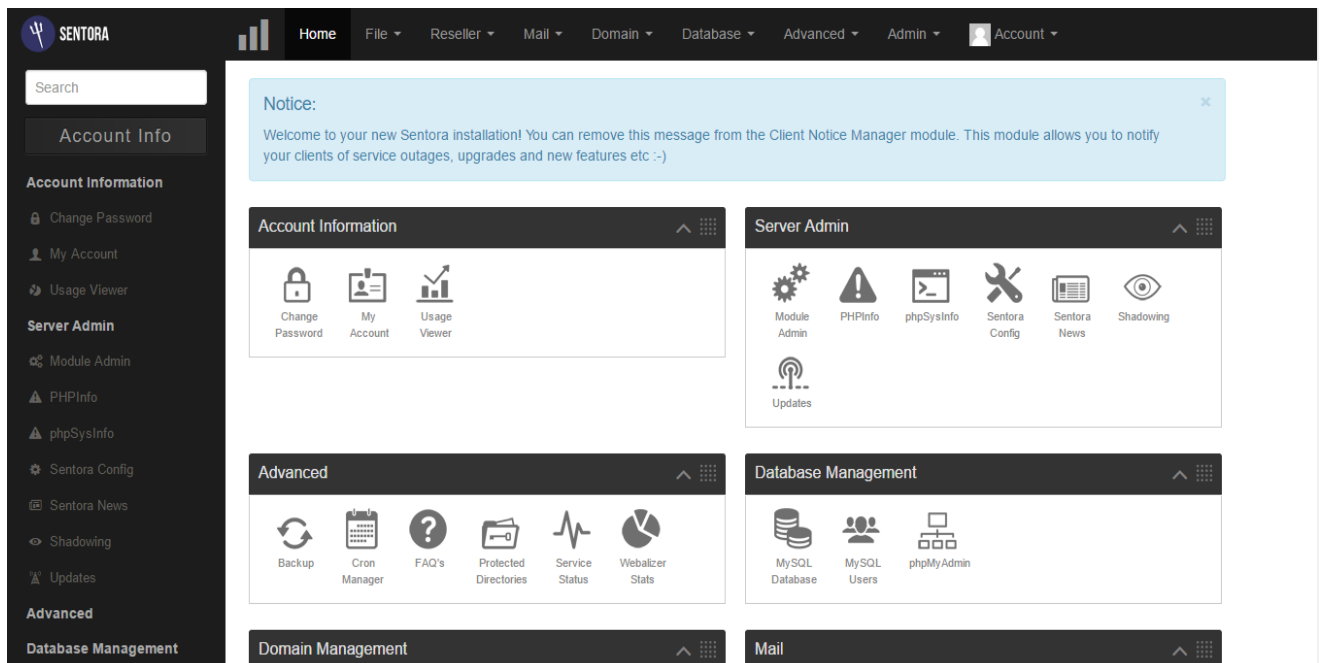 SENTORA
Home File Reseller Mail Domain Database Advanced Admin Account
Search
Account Info
Account Information
Change Password
My Account
Usage Viewer
Server Admin
Module Admin
PHPInfo
phpSysInfo
Sentora Config
Sentora News
Shadowing
Updates
Advanced
Database Management
Notice:
×
Welcome to your new Sentora installation! You can remove this message from the Client Notice Manager module. This module allows you to notify
your clients of service outages, upgrades and new features etc :-)
Account Information
Change
Password
My
Account
Usage
Viewer
Server Admin
Module
Admin
PHPInfo
phpSysInfo
Sentora
Config
Sentora
News
Shadowing
Updates
Advanced
Backup
Cron
Manager
FAQ's
Protected
Directories
Service
Status
Webalizer
Stats
Database Management
MySQL
Database
MySQL
Users
phpMyAdmin
Domain Management
Mail